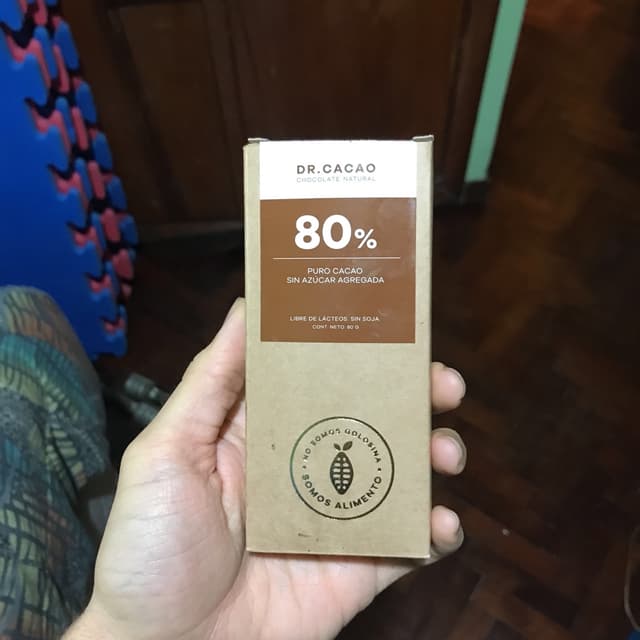 DR.CACAO
CHOCOLATE NATURAL
80%
PURO CACAO
SIN AZÚCAR AGREGADA
LIBRE DE LÁCTEOS. SIN SOJA
CONT. NETO: 80 G
NO SOMOS GOLOSINA
SOMOS ALIMENTO